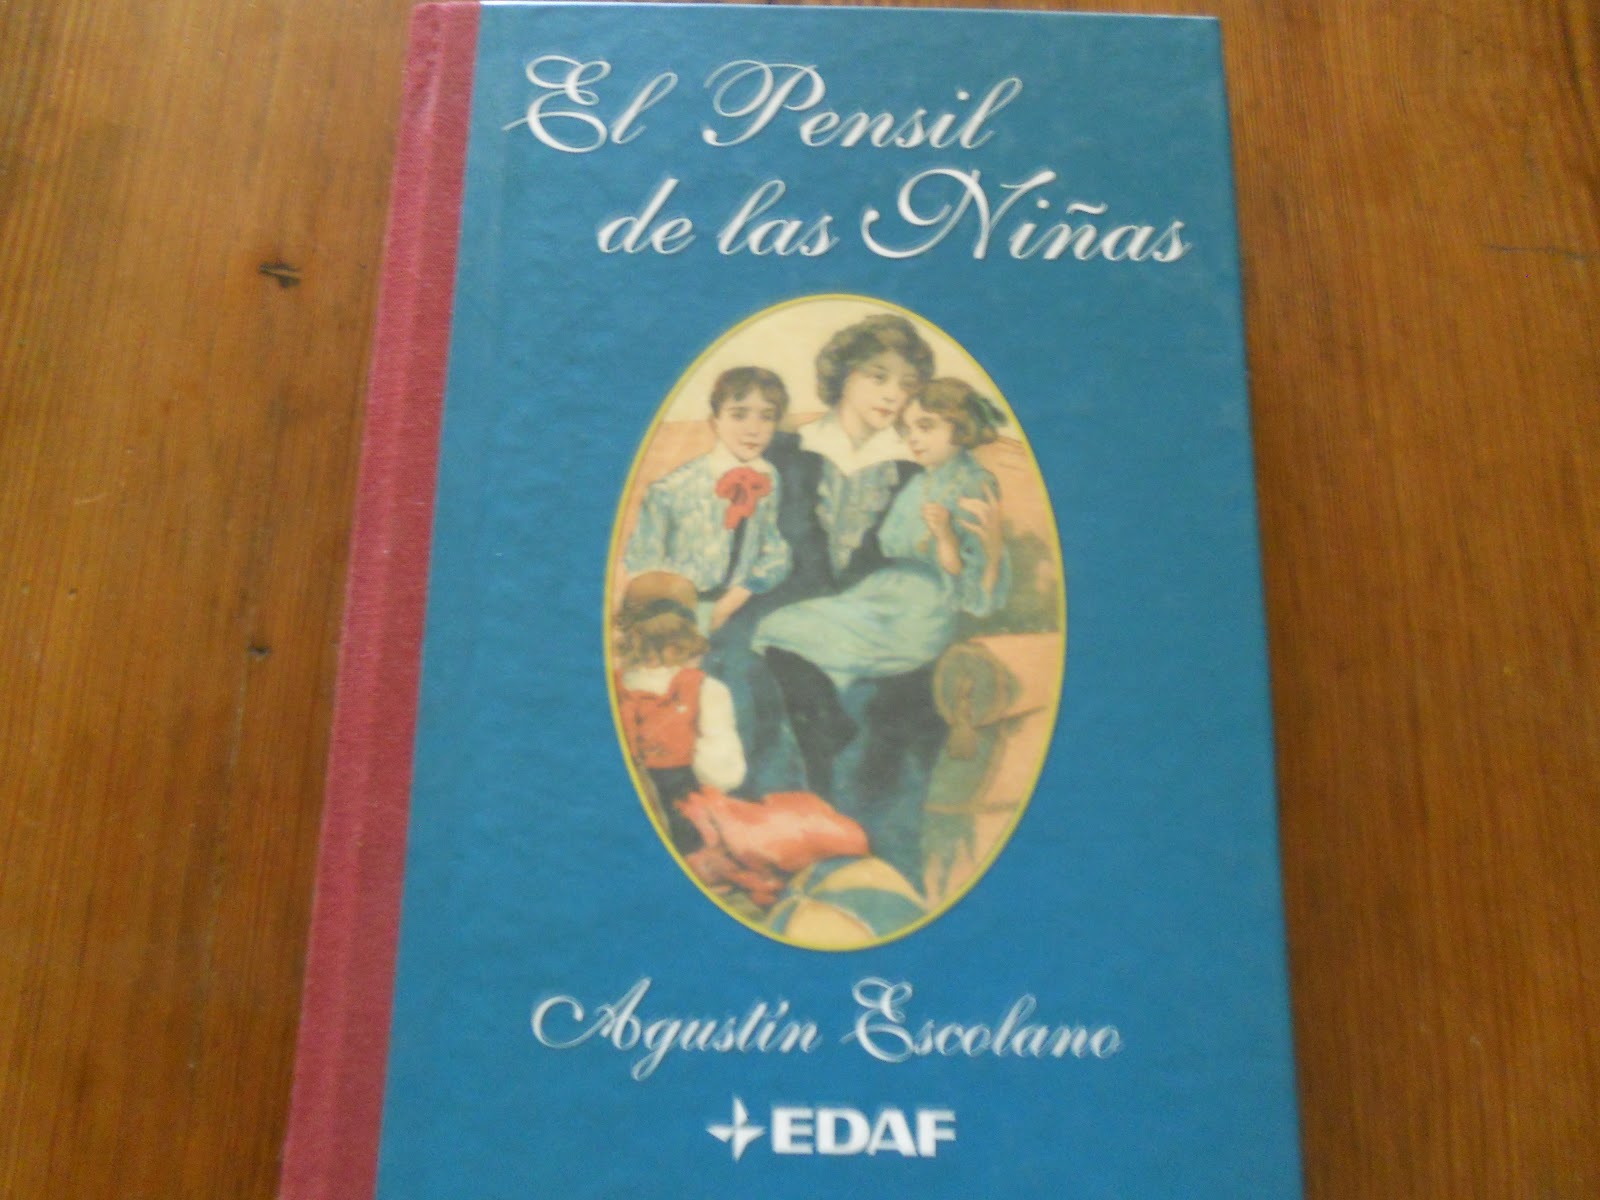 El Pensil
de las Niñas
Agustín Escolano
EDAF